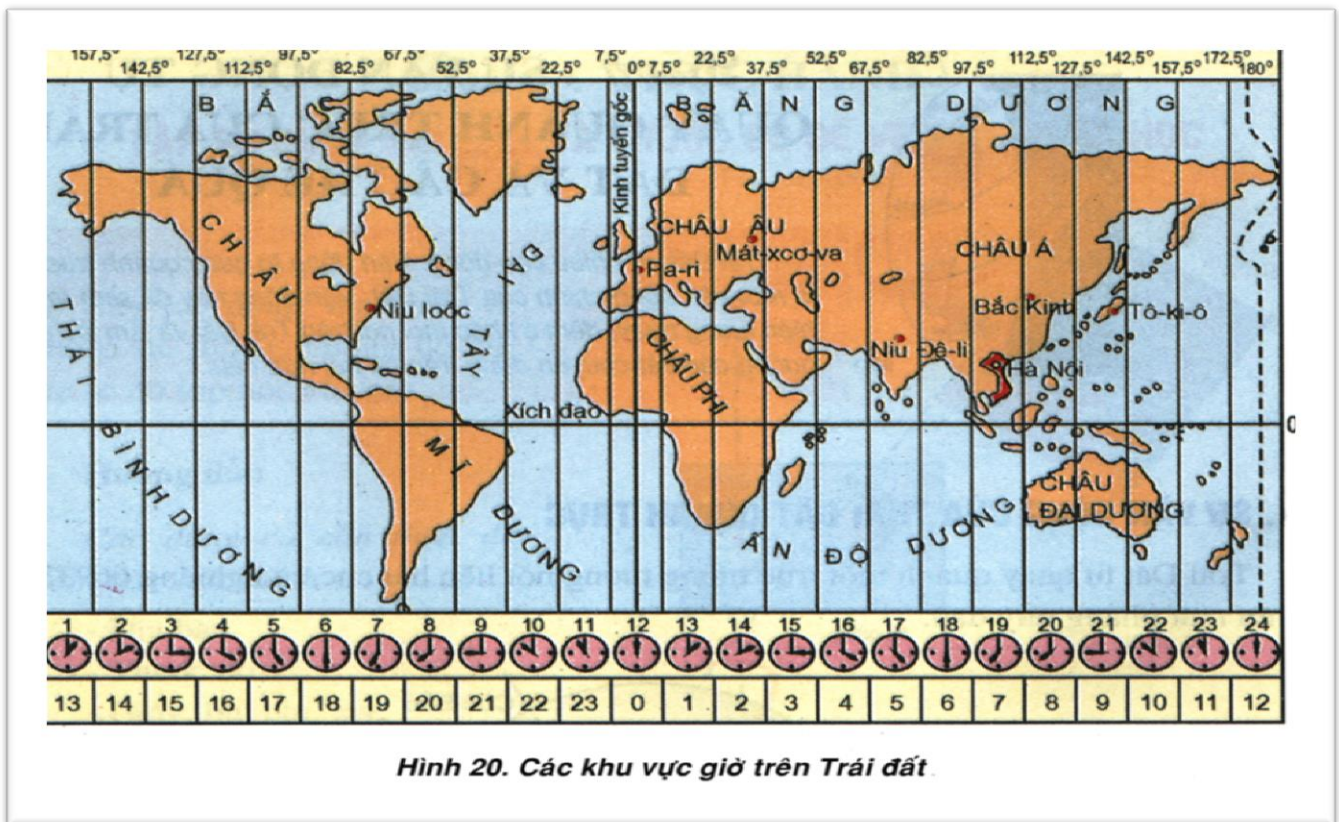 157,5° 127,5° 97,5° 67,5° 37,5° 7,5° 0° 7,5° 22,5° 52,5° 82,5° 112,5° 142,5° 172,5°
142,5° 112,5° 82,5° 52,5° 22,5° 37,5° 67,5° 97,5° 127,5° 157,5° 180°
BẮC BĂNG DƯƠNG
Kinh tuyến gốc
CHÂU MĨ
ĐẠI TÂY DƯƠNG
CHÂU ÂU
Mát-xcơ-va
CHÂU Á
Pa-ri
Niu Ioóc
Bắc Kinh
Tô-ki-ô
THÁI BÌNH DƯƠNG
CHÂU PHI
Niu Đê-li
Hà Nội
Xích đạo
0
CHÂU
ĐẠI DƯƠNG
ẤN ĐỘ DƯƠNG
1 2 3 4 5 6 7 8 9 10 11 12 13 14 15 16 17 18 19 20 21 22 23 24
13 14 15 16 17 18 19 20 21 22 23 0 1 2 3 4 5 6 7 8 9 10 11 12
Hình 20. Các khu vực giờ trên Trái đất